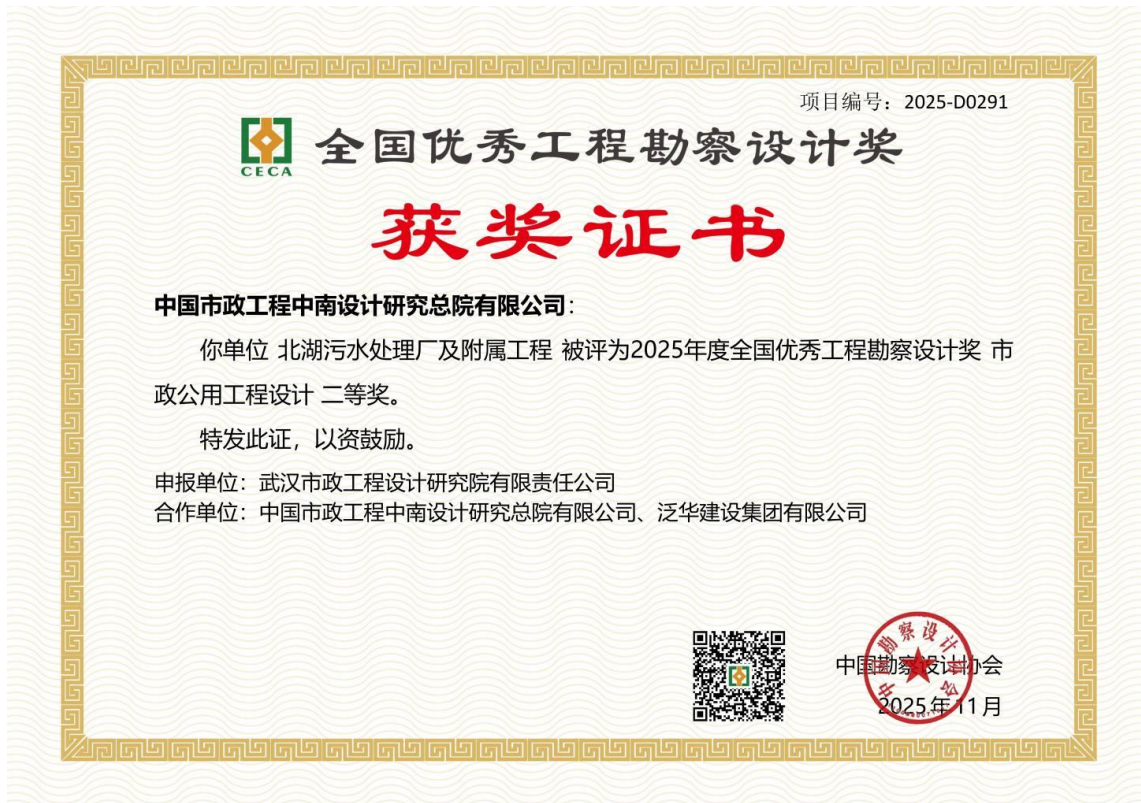 项目编号：2025-D0291
CECA
全国优秀工程勘察设计奖
获奖证书
中国市政工程中南设计研究总院有限公司：
你单位 北湖污水处理厂及附属工程 被评为2025年度全国优秀工程勘察设计奖 市
政公用工程设计 二等奖。
特发此证，以资鼓励。
申报单位：武汉市政工程设计研究院有限责任公司
合作单位：中国市政工程中南设计研究总院有限公司、泛华建设集团有限公司
中国勘察设计协会
中国勘察设计协会
2025年11月